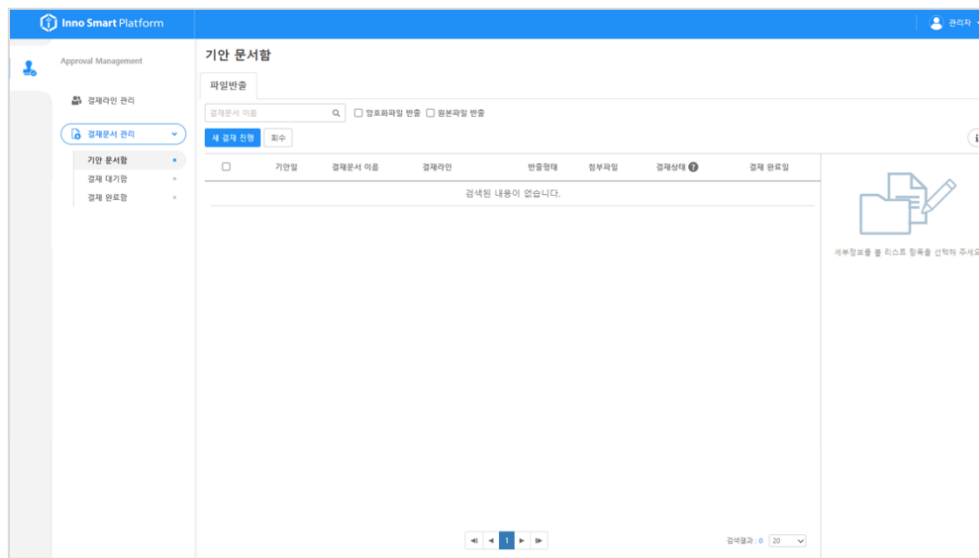 Inno Smart Platform
관리자
Approval Management
결재라인 관리
결재문서 관리
기안 문서함
결재 대기함
결재 완료함
기안 문서함
파일반출
결재문서 이름
암호화파일 반출 원본파일 반출
새 결재 진행 회수
기안일 결재문서 이름 결재라인 반출형태 첨부파일 결재상태 ? 결재 완료일
검색된 내용이 없습니다.
세부정보를 볼 리스트 항목을 선택해 주세요
1
검색결과 : 0 20